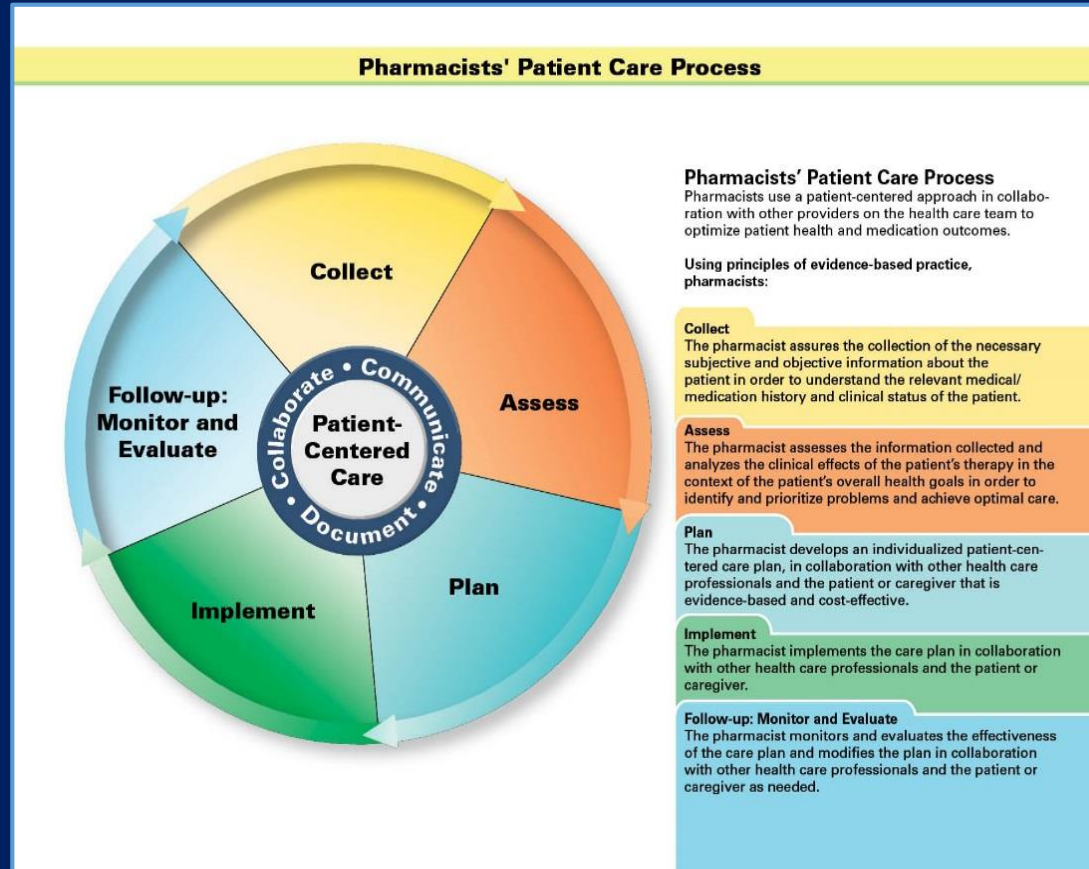 Pharmacists' Patient Care Process
Collect
Assess
Plan
Implement
Follow-up:
Monitor and
Evaluate
Collaborate • Communicate • Document •
Patient-
Centered
Care
Pharmacists’ Patient Care Process
Pharmacists use a patient-centered approach in collabo-
ration with other providers on the health care team to
optimize patient health and medication outcomes.
Using principles of evidence-based practice,
pharmacists:
Collect
The pharmacist assures the collection of the necessary
subjective and objective information about the
patient in order to understand the relevant medical/
medication history and clinical status of the patient.
Assess
The pharmacist assesses the information collected and
analyzes the clinical effects of the patient’s therapy in the
context of the patient’s overall health goals in order to
identify and prioritize problems and achieve optimal care.
Plan
The pharmacist develops an individualized patient-cen-
tered care plan, in collaboration with other health care
professionals and the patient or caregiver that is
evidence-based and cost-effective.
Implement
The pharmacist implements the care plan in collaboration
with other health care professionals and the patient or
caregiver.
Follow-up: Monitor and Evaluate
The pharmacist monitors and evaluates the effectiveness
of the care plan and modifies the plan in collaboration
with other health care professionals and the patient or
caregiver as needed.